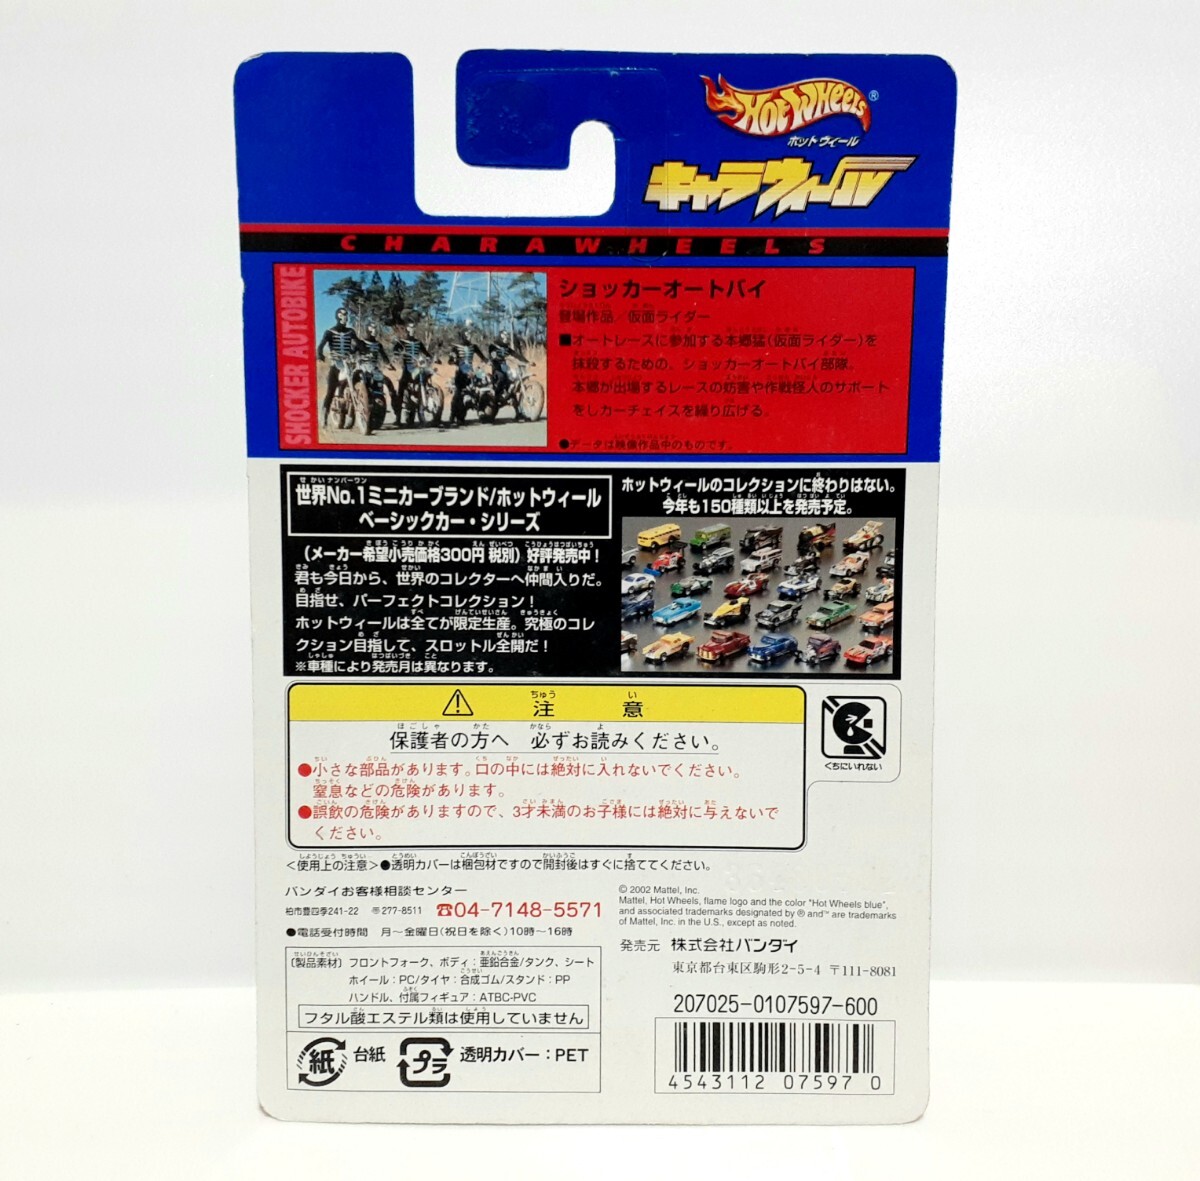 Hot Wheels®
ホットウィール
キャラウィール
CHARAWHEELS
SHOCKER AUTOBIKE
ショッカーオートバイ
登場作品／仮面ライダー
■オートレースに参加する本郷猛(仮面ライダー)を
抹殺するための、ショッカーオートバイ部隊。
本郷が出場するレースの妨害や作戦怪人のサポート
をしカーチェイスを繰り広げる。
●データは映像作品中のものです。
世界No.1ミニカーブランド/ホットウィール
ベーシックカー・シリーズ
(メーカー希望小売価格300円 税別) 好評発売中！
君も今日から、世界のコレクターへ仲間入りだ。
目指せ、パーフェクトコレクション！
ホットウィールは全てが限定生産。究極のコレ
クション目指して、スロットル全開だ！
※車種により発売月は異なります。
ホットウィールのコレクションに終わりはない。
今年も150種類以上を発売予定。
注意
保護者の方へ 必ずお読みください。
●小さな部品があります。口の中には絶対に入れないでください。
窒息などの危険があります。
●誤飲の危険がありますので、3才未満のお子様には絶対に与えないで
ください。
くちにいれない
<使用上の注意>●透明カバーは梱包材ですので開封後はすぐに捨ててください。
バンダイお客様相談センター
柏市豊四季241-22 〒277-8511 ☎04-7148-5571
●電話受付時間 月～金曜日(祝日を除く)10時～16時
© 2002 Mattel, Inc.
Mattel, Hot Wheels, flame logo and the color "Hot Wheels blue",
and associated trademarks designated by ® and ™ are trademarks
of Mattel, Inc. in the U.S., except as noted.
発売元 株式会社バンダイ
東京都台東区駒形2-5-4 〒111-8081
〔製品素材〕フロントフォーク、ボディ：亜鉛合金/タンク、シート
ホイール：PC/タイヤ：合成ゴム/スタンド：PP
ハンドル、付属フィギュア：ATBC-PVC
フタル酸エステル類は使用していません
紙 台紙 プラ 透明カバー：PET
207025-0107597-600
4543112 07597 0